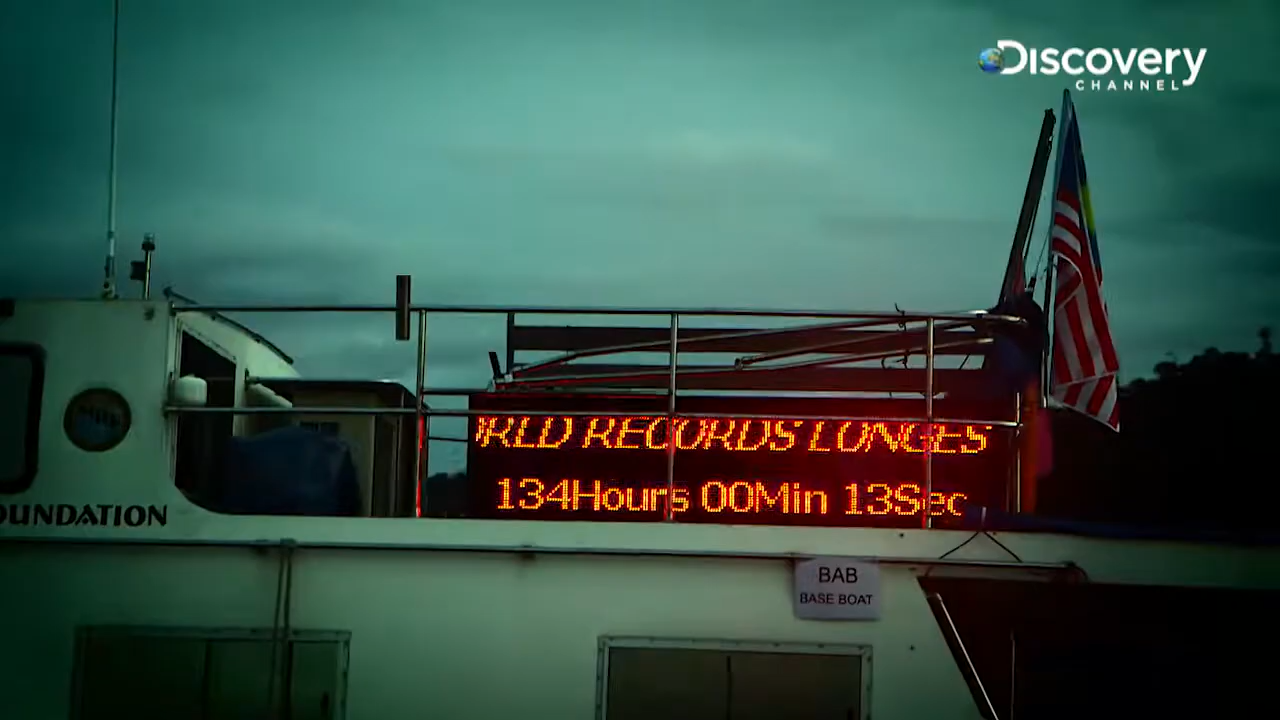 Discovery
CHANNEL
RLD RECORDS LONGES
134Hours 00Min 13Sec
OUNDATION
BAB
BASE BOAT